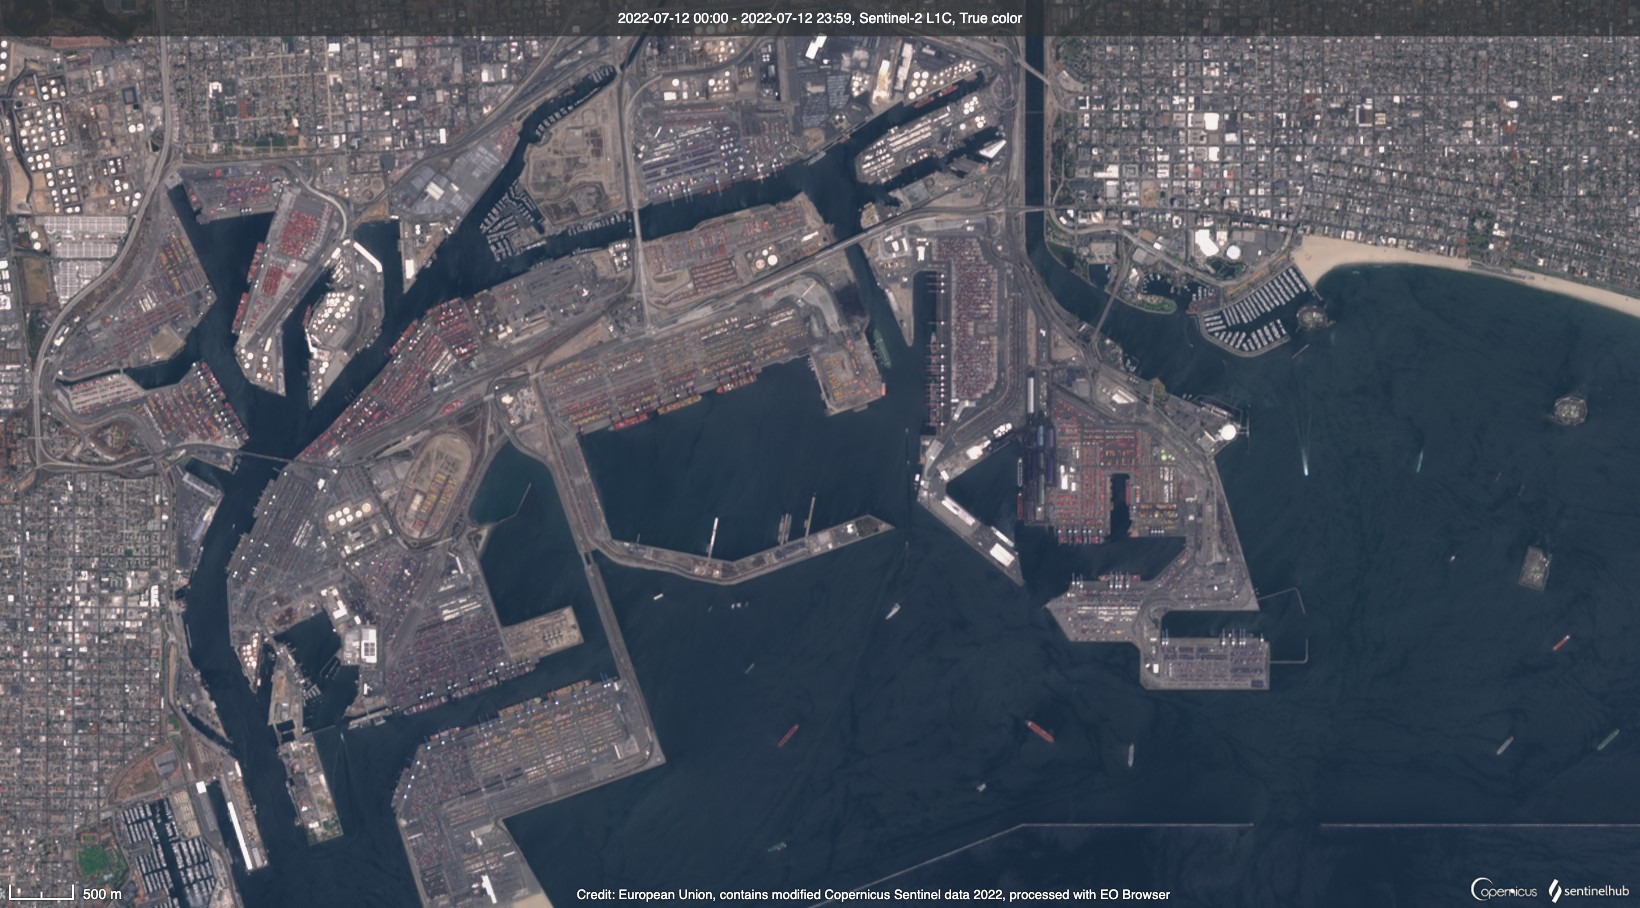 2022-07-12 00:00 - 2022-07-12 23:59, Sentinel-2 L1C, True color
500 m
Credit: European Union, contains modified Copernicus Sentinel data 2022, processed with EO Browser
opernicus
sentinelhub